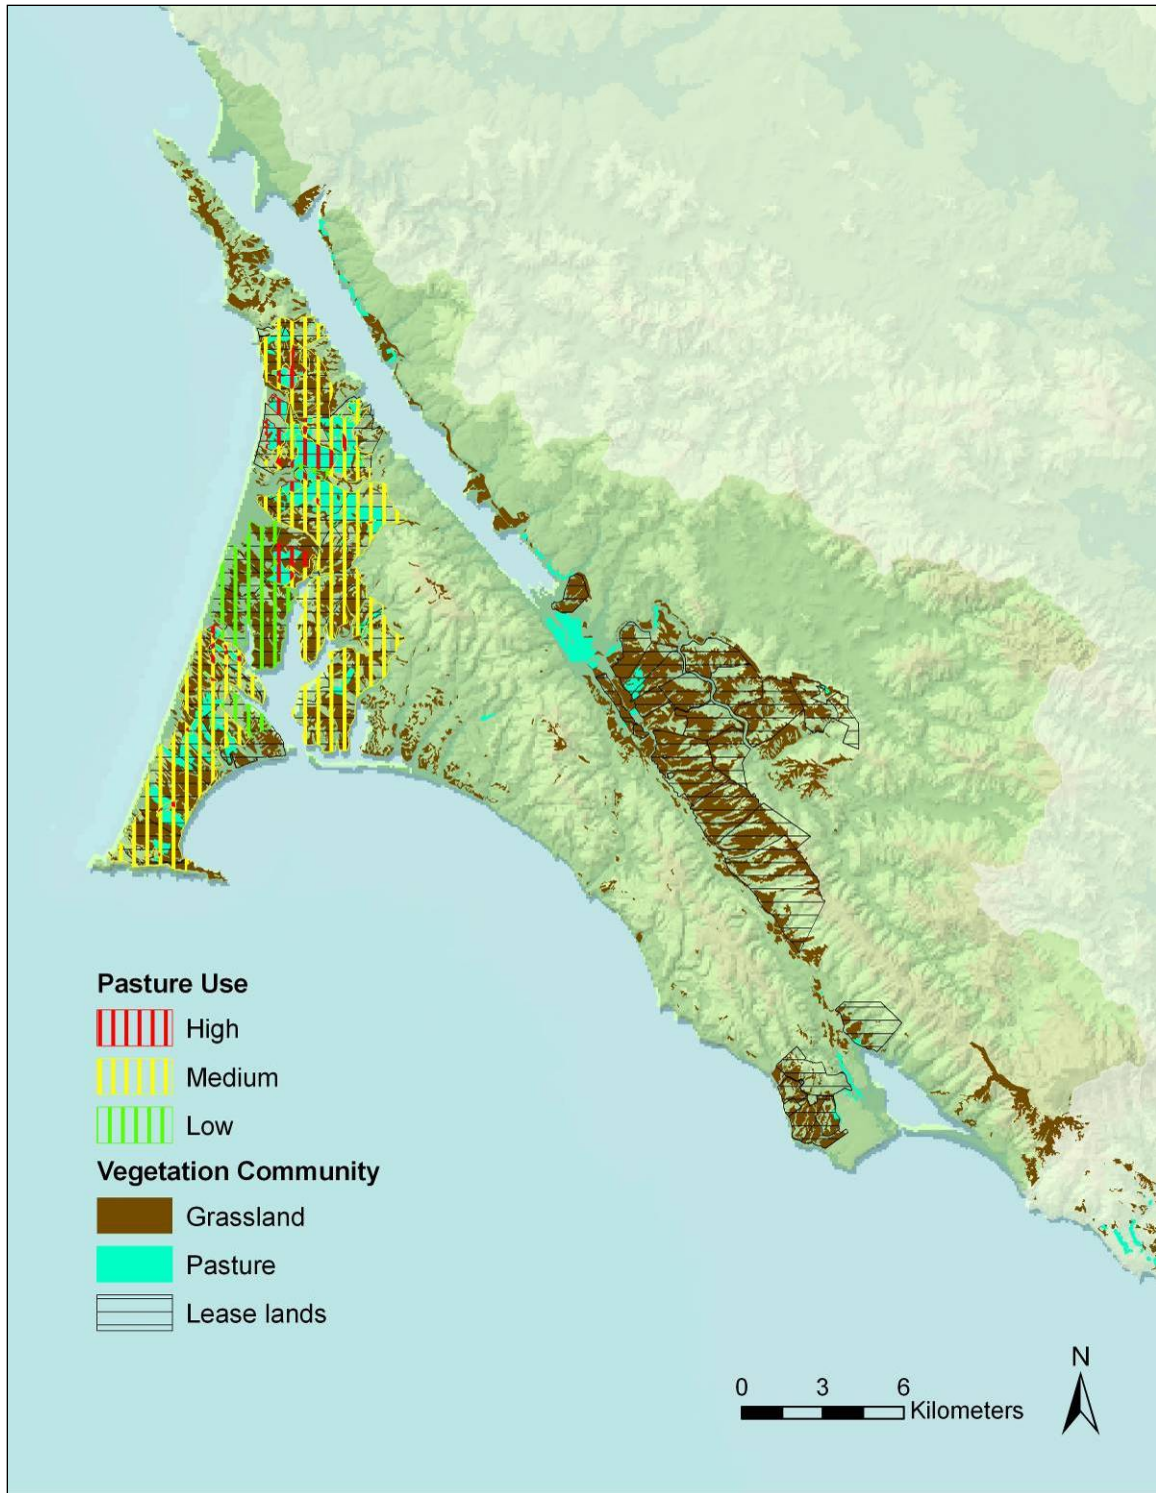 Pasture Use
High
Medium
Low
Vegetation Community
Grassland
Pasture
Lease lands
N
0 3 6
Kilometers